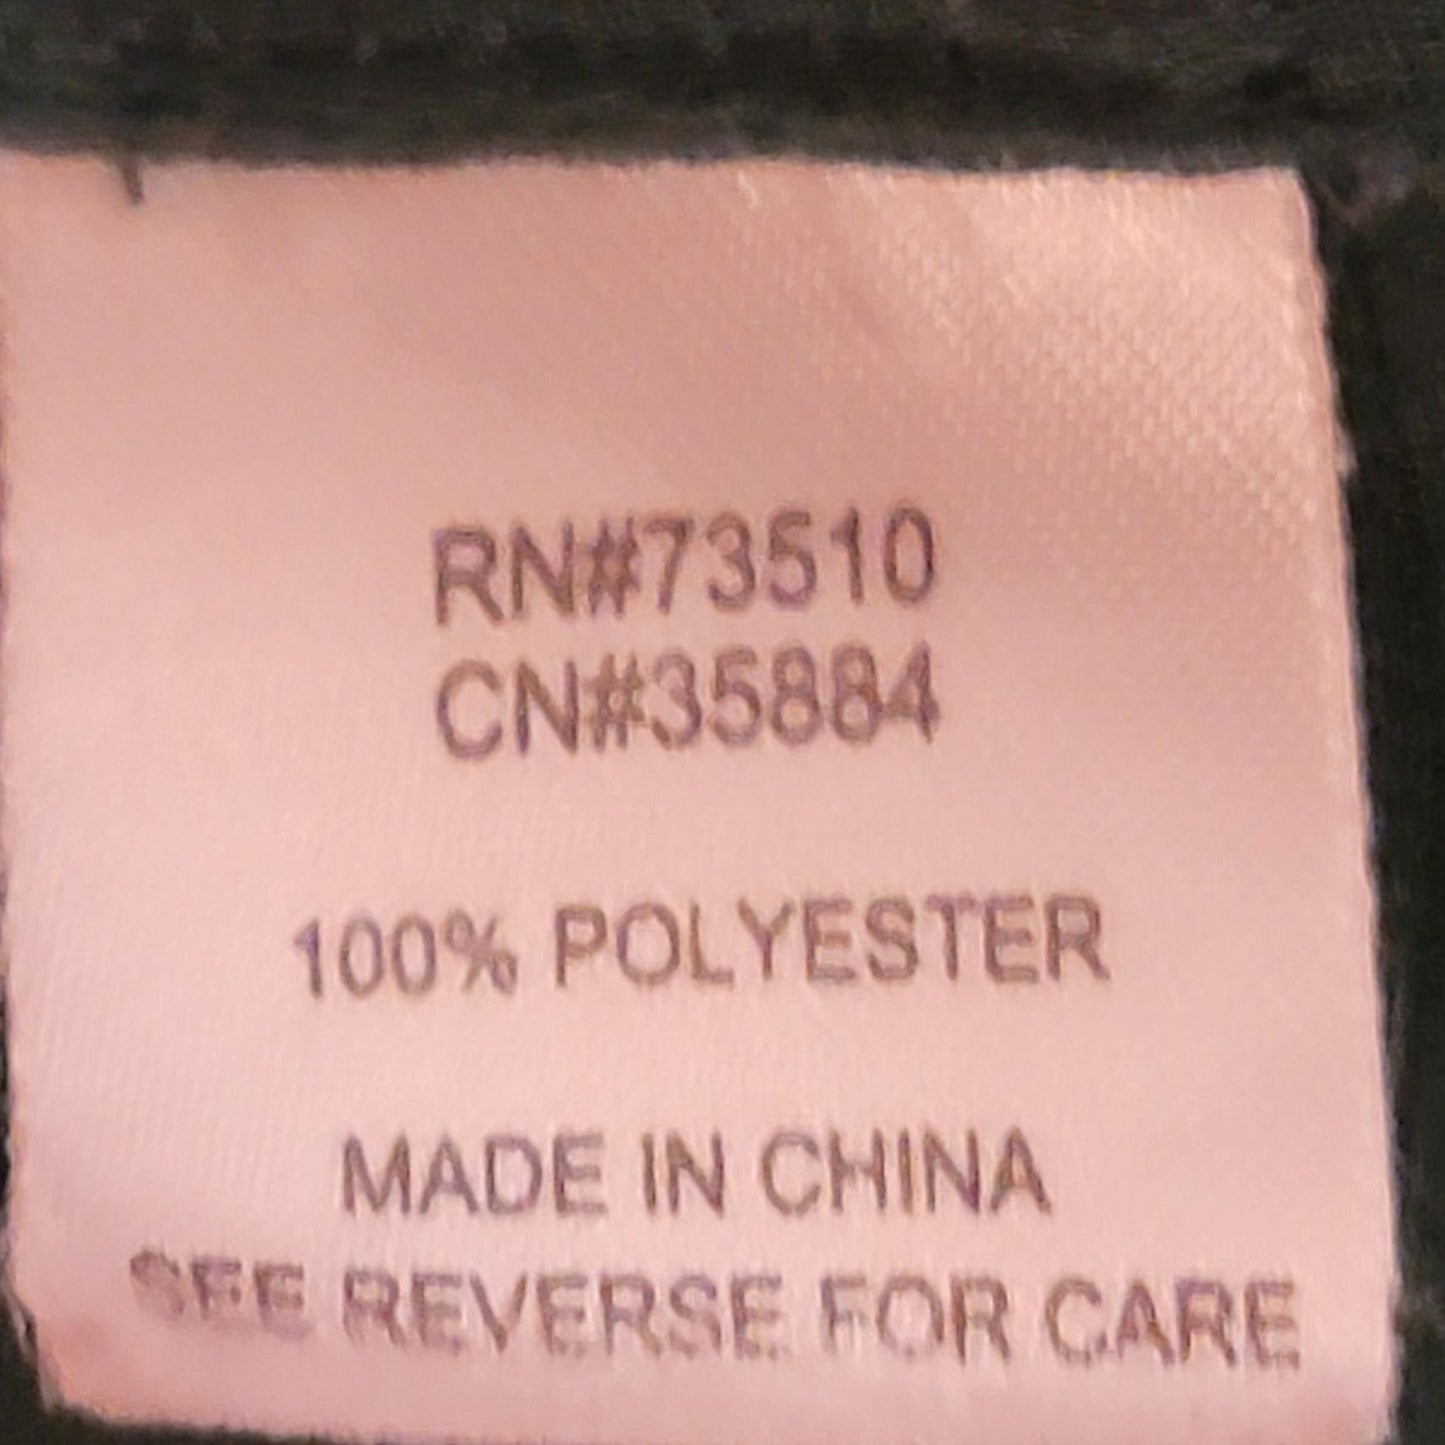 RN#73510
CN#35884
100% POLYESTER
MADE IN CHINA
SEE REVERSE FOR CARE